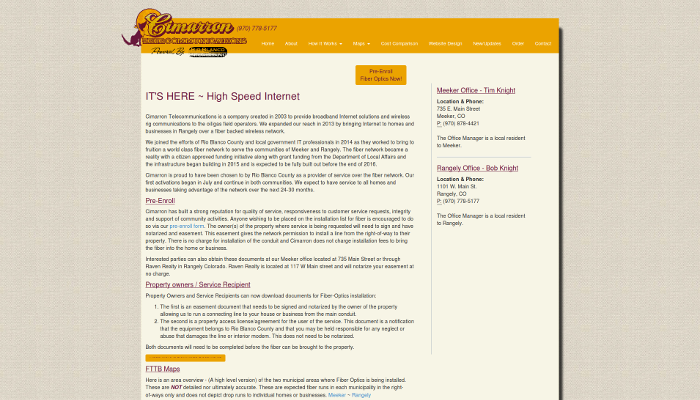 Cimarron (970) 778-5177
TELECOMMUNICATIONS
Powered By RIO BLANCO
Home About How It Works Maps Cost Comparison Website Design News/Updates Order Contact
Pre-Enroll
Fiber Optics Now!
IT'S HERE ~ High Speed Internet
Cimarron Telecommunications is a company created in 2003 to provide broadband Internet solutions and wireless
rig communications to the oil/gas field operators. We expanded our reach in 2013 by bringing Internet to homes and
businesses in Rangely over a fiber backed wireless network.
We joined the efforts of Rio Blanco County and local government IT professionals in 2014 as they worked to bring to
fruition a world class fiber network to serve the communities of Meeker and Rangely. The fiber network became a
reality with a citizen approved funding initiative along with grant funding from the Department of Local Affairs and
the infrastructure began building in 2015 and is expected to be fully built out before the end of 2016.
Cimarron is proud to have been chosen to by Rio Blanco County as a provider of service over the fiber network. Our
first activations began in July and continue in both communities. We expect to have service to all homes and
businesses taking advantage of the network over the next 24-30 months.
Pre-Enroll
Cimarron has built a strong reputation for quality of service, responsiveness to customer service requests, integrity
and support of community activities. Anyone wishing to be placed on the installation list for fiber is encouraged to do
so via our pre-enroll form. The owner(s) of the property where service is being requested will need to sign and have
notarized and easement. This easement gives the network permission to install a line from the right-of-way to their
property. There is no charge for installation of the conduit and Cimarron does not charge installation fees to bring
the fiber into the home or business.
Interested parties can also obtain these documents at our Meeker office located at 735 Main Street or through
Raven Realty in Rangely Colorado. Raven Realty is located at 117 W Main street and will notarize your easement at
no charge.
Property owners / Service Recipient
Property Owners and Service Recipients can now download documents for Fiber-Optics installation:
1. The first is an easement document that needs to be signed and notarized by the owner of the property
allowing us to run a connecting line to your house or business from the main conduit.
2. The second is a property access license/agreement for the user of the service. This document is a notification
that the equipment belongs to Rio Blanco County and that you may be held responsible for any neglect or
abuse that damages the line or interior modem. This does not need to be notarized.
Both documents will need to be completed before the fiber can be brought to the property.
FTTB Maps
Here is an area overview - (A high level version) of the two municipal areas where Fiber Optics is being installed.
These are NOT detailed nor ultimately accurate. These are expected fiber runs in each municipality in the right-
of-ways only and does not depict drop runs to individual homes or businesses. Meeker ~ Rangely
Meeker Office - Tim Knight
Location & Phone:
735 E. Main Street
Meeker, CO
P: (970) 878-4421
The Office Manager is a local resident
to Meeker.
Rangely Office - Bob Knight
Location & Phone:
1101 W. Main St.
Rangely, CO
P: (970) 778-5177
The Office Manager is a local resident
to Rangely.